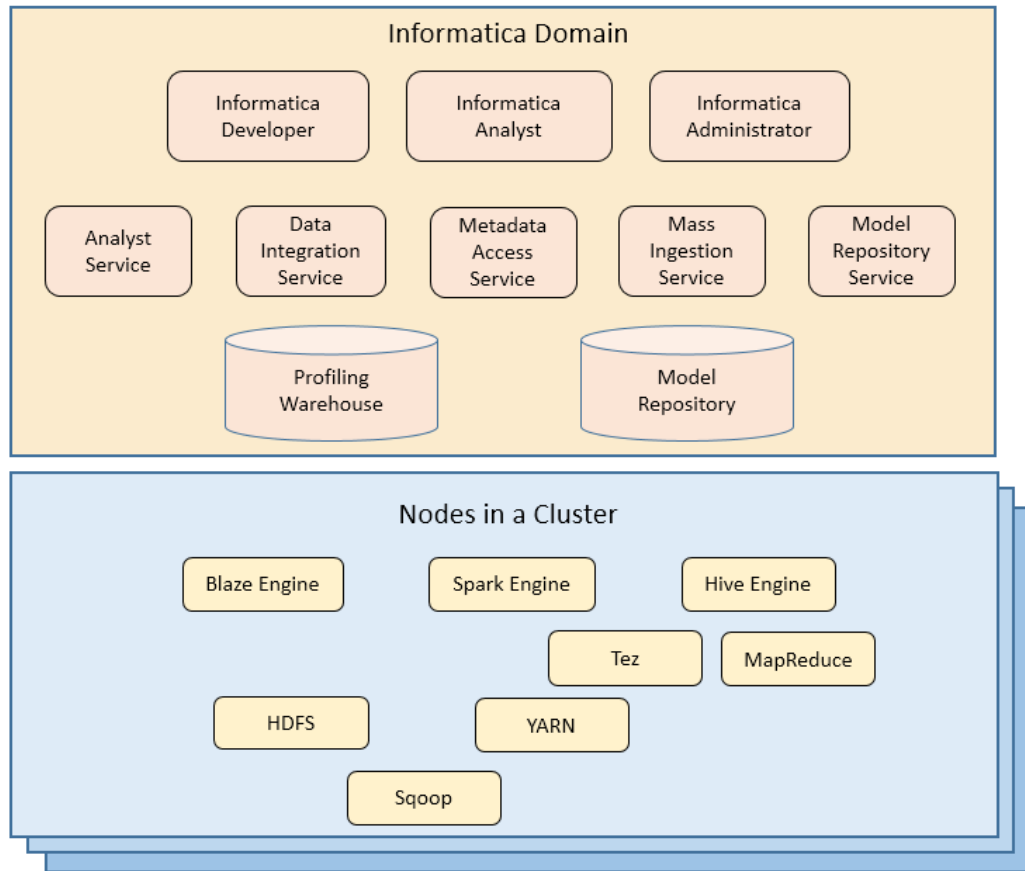 Informatica Domain
Informatica
Developer
Informatica
Analyst
Informatica
Administrator
Analyst
Service
Data
Integration
Service
Metadata
Access
Service
Mass
Ingestion
Service
Model
Repository
Service
Profiling
Warehouse
Model
Repository
Nodes in a Cluster
Blaze Engine
Spark Engine
Hive Engine
Tez
MapReduce
HDFS
YARN
Sqoop